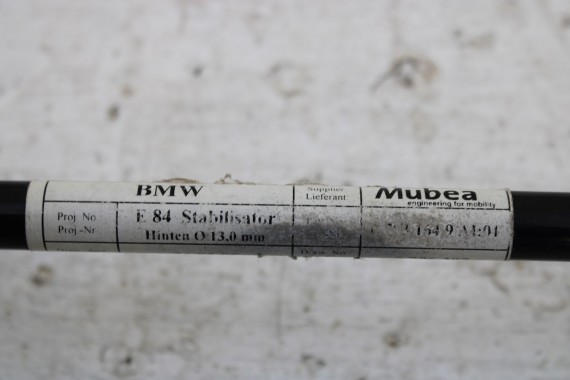 BMW
Supplier
Lieferant
Mubea
engineering for mobility
Proj No
Proj.-Nr
E 84 Stabilisator
Hinten Ø 13,0 mm